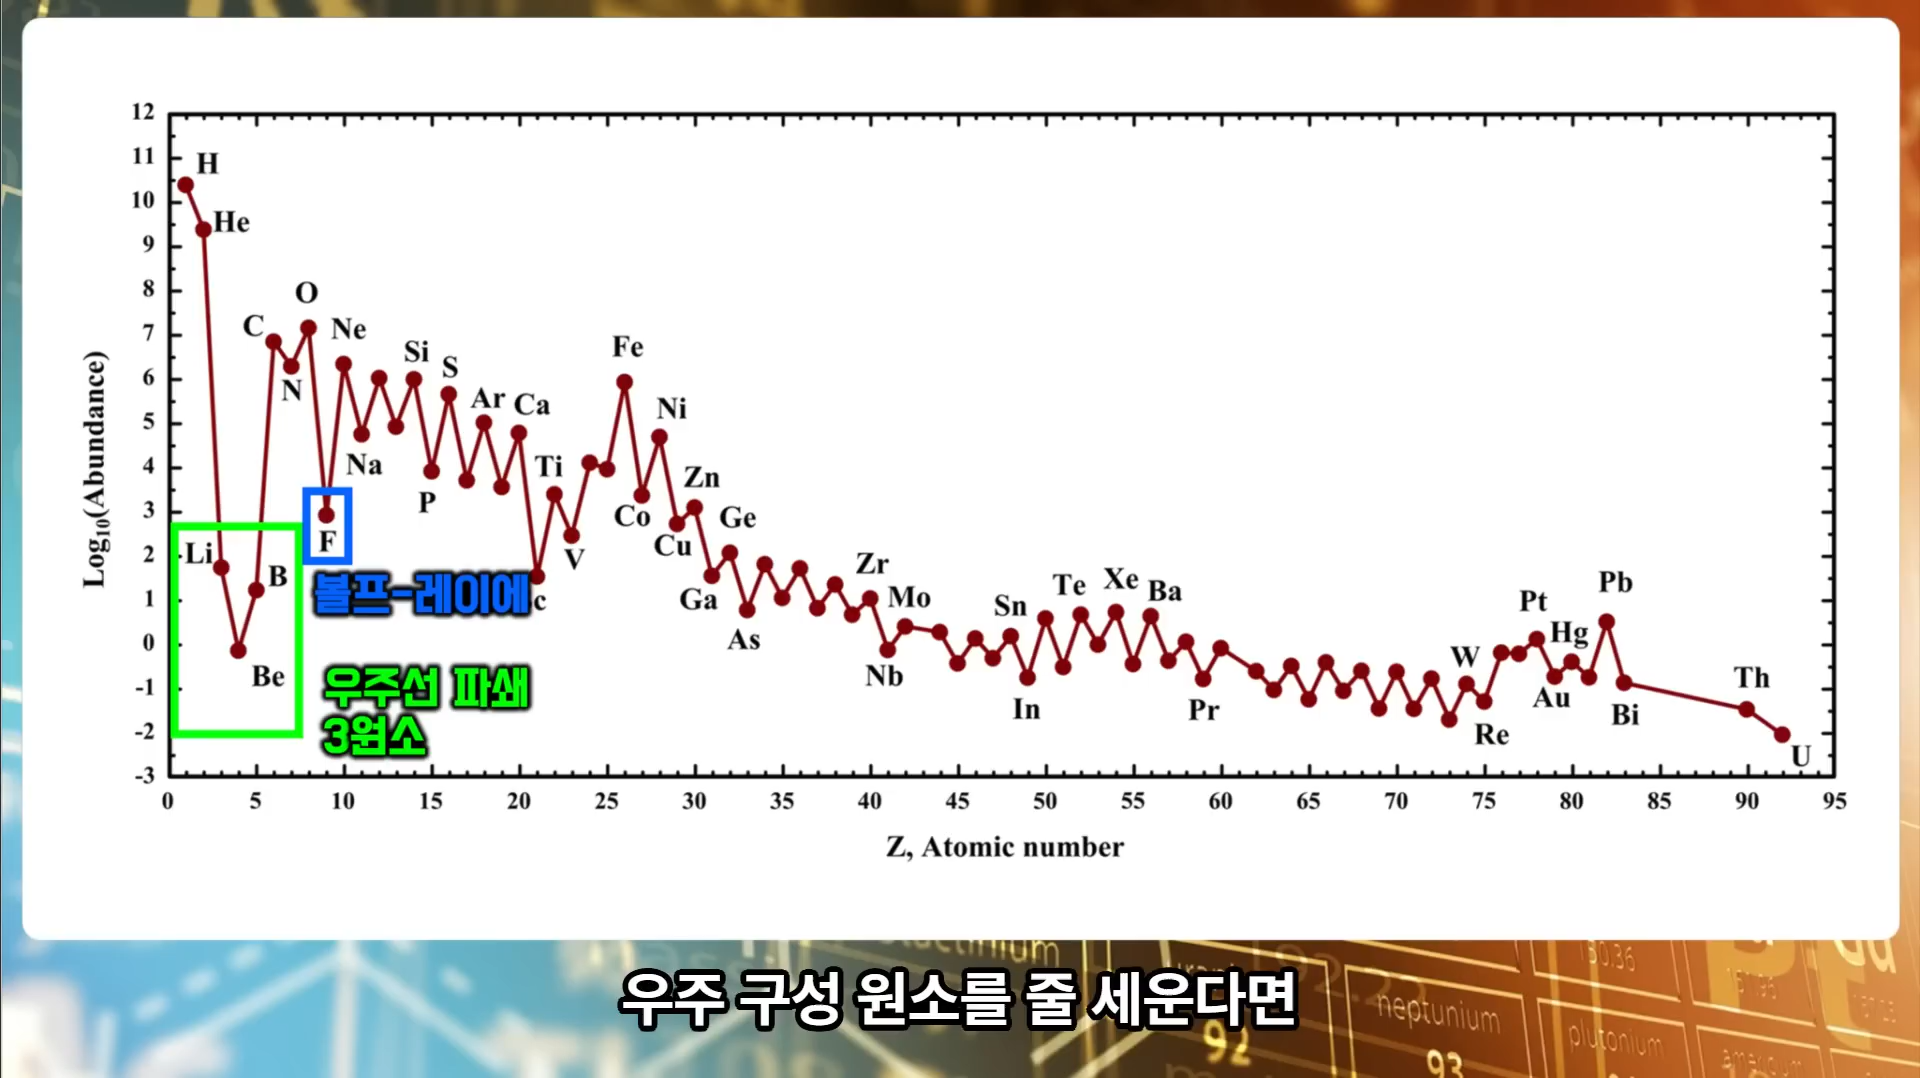 12
11
10
9
8
7
6
5
4
3
2
1
0
-1
-2
-3
Log10(Abundance)
H
He
Li
Be
B
C
N
O
F
Ne
Na
Si
P
S
Ar
Ca
c
Ti
V
Fe
Co
Ni
Cu
Zn
Ga
Ge
As
Zr
Nb
Mo
In
Sn
Te
Xe
Ba
Pr
W
Re
Pt
Au
Hg
Pb
Bi
Th
U
볼프-레이에
우주선 파쇄
3원소
0 5 10 15 20 25 30 35 40 45 50 55 60 65 70 75 80 85 90 95
Z, Atomic number
우주 구성 원소를 줄 세운다면
neptunium
plutonium
92
93